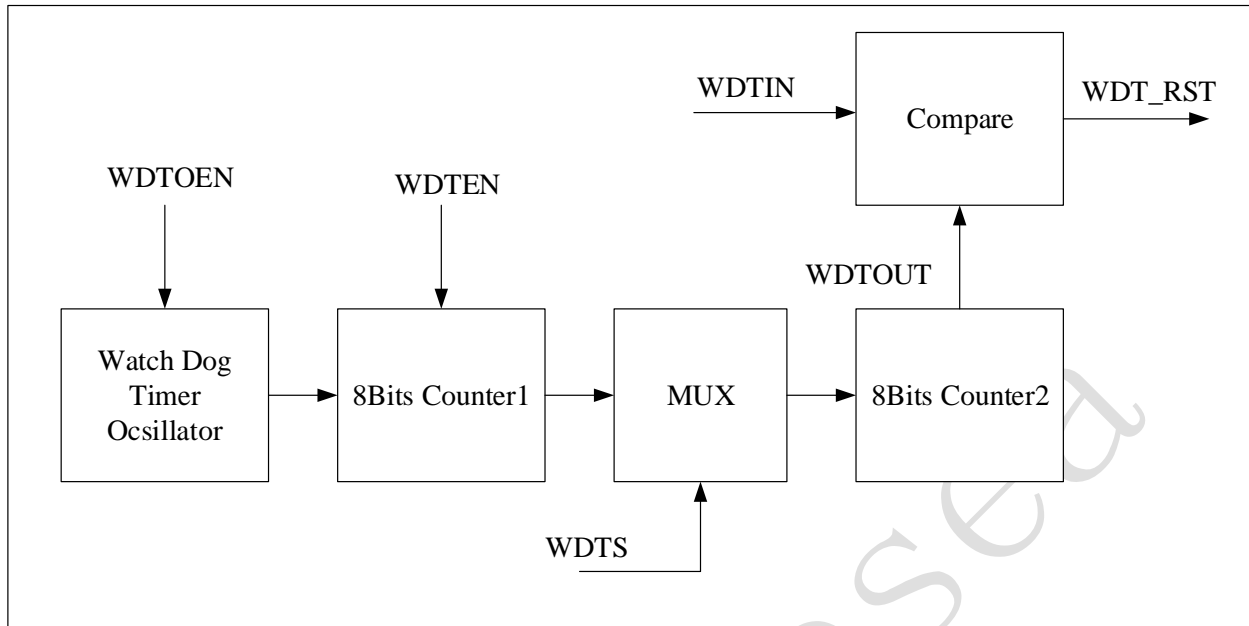 WDTIN
WDT_RST
Compare
WDTOEN
WDTEN
WDTOUT
Watch Dog
Timer
Ocsillator
8Bits Counter1
MUX
8Bits Counter2
WDTS